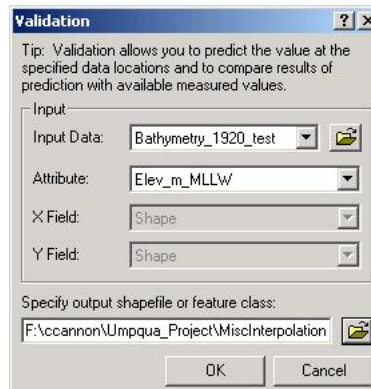 Validation
Tip: Validation allows you to predict the value at the
specified data locations and to compare results of
prediction with available measured values.
Input
Input Data: Bathymetry_1920_test
Attribute: Elev_m_MLLW
X Field: Shape
Y Field: Shape
Specify output shapefile or feature class:
F:\ccannon\Umpqua_Project\MiscInterpolation
OK Cancel